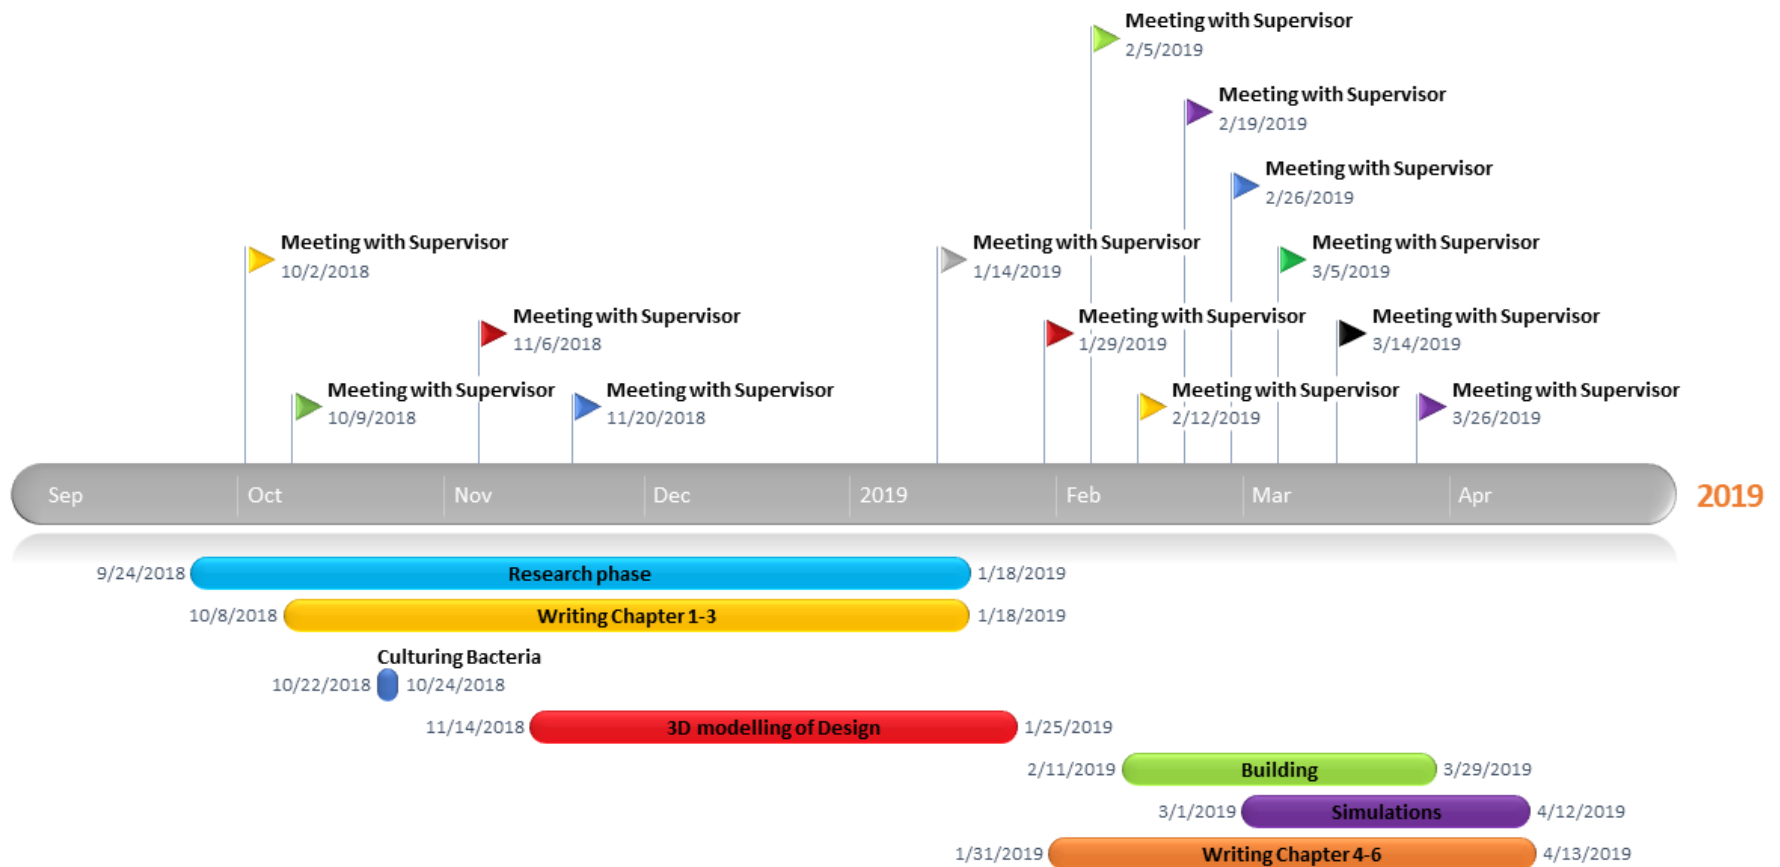 Meeting with Supervisor
2/5/2019
Meeting with Supervisor
2/19/2019
Meeting with Supervisor
2/26/2019
Meeting with Supervisor
10/2/2018
Meeting with Supervisor
1/14/2019
Meeting with Supervisor
3/5/2019
Meeting with Supervisor
11/6/2018
Meeting with Supervisor
1/29/2019
Meeting with Supervisor
3/14/2019
Meeting with Supervisor
10/9/2018
Meeting with Supervisor
11/20/2018
Meeting with Supervisor
2/12/2019
Meeting with Supervisor
3/26/2019
Sep Oct Nov Dec 2019 Feb Mar Apr 2019
9/24/2018 Research phase 1/18/2019
10/8/2018 Writing Chapter 1-3 1/18/2019
Culturing Bacteria
10/22/2018 10/24/2018
11/14/2018 3D modelling of Design 1/25/2019
2/11/2019 Building 3/29/2019
3/1/2019 Simulations 4/12/2019
1/31/2019 Writing Chapter 4-6 4/13/2019